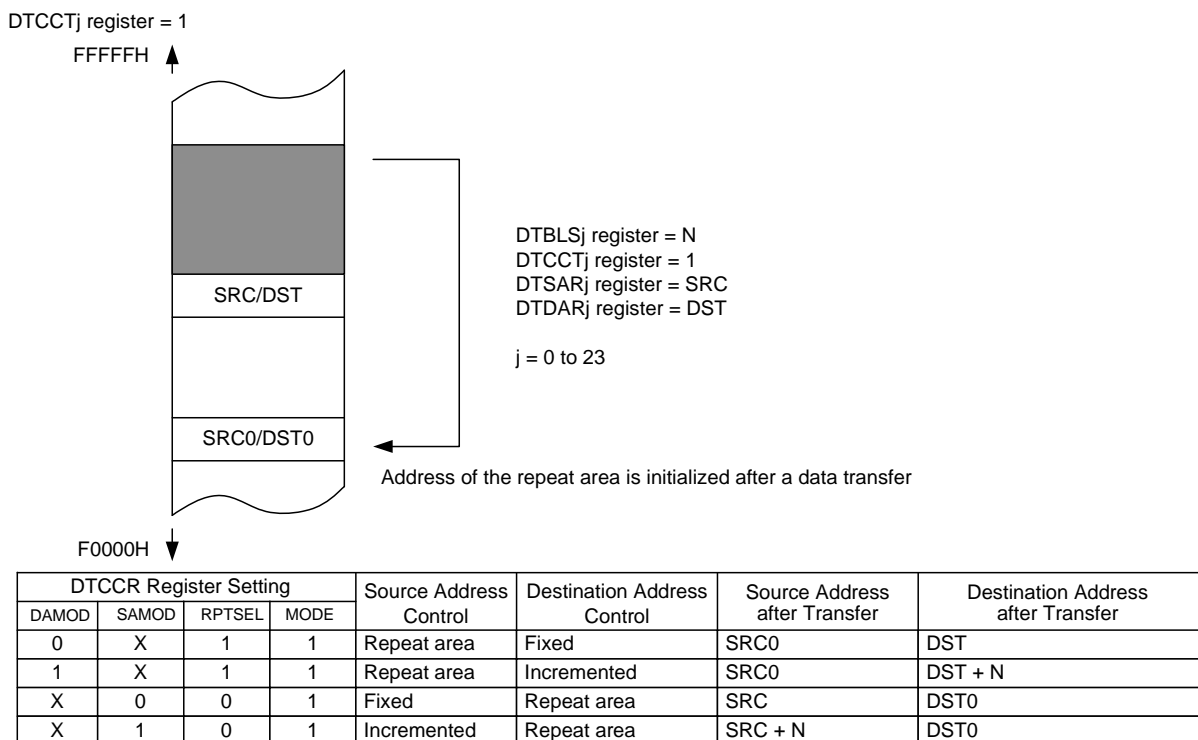 DTCCTj register = 1
FFFFFH
SRC/DST
SRC0/DST0
DTBLSj register = N
DTCCTj register = 1
DTSARj register = SRC
DTDARj register = DST
j = 0 to 23
Address of the repeat area is initialized after a data transfer
F0000H
DTCCR Register Setting Source Address Control Destination Address Control Source Address after Transfer Destination Address after Transfer
DAMOD SAMOD RPTSEL MODE
0 X 1 1 Repeat area Fixed SRC0 DST
1 X 1 1 Repeat area Incremented SRC0 DST + N
X 0 0 1 Fixed Repeat area SRC DST0
X 1 0 1 Incremented Repeat area SRC + N DST0